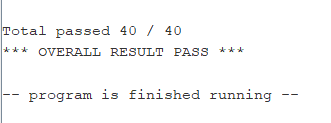 Total passed 40 / 40
*** OVERALL RESULT PASS ***
-- program is finished running --